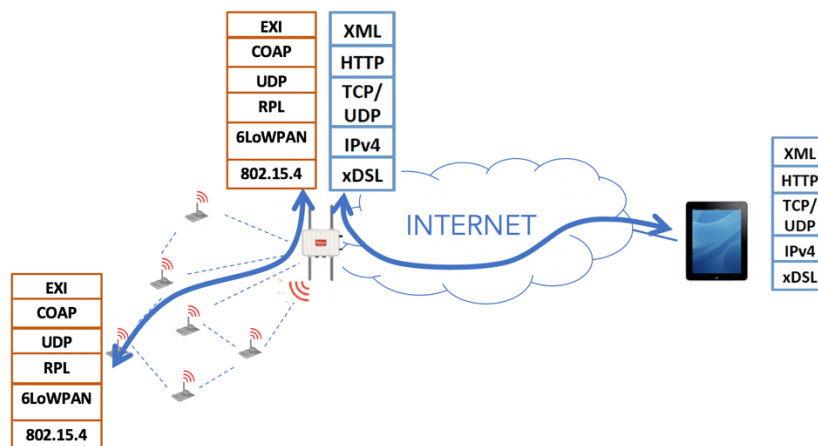 EXI
COAP
UDP
RPL
6LoWPAN
802.15.4
XML
HTTP
TCP/
UDP
IPv4
xDSL
INTERNET
XML
HTTP
TCP/
UDP
IPv4
xDSL
EXI
COAP
UDP
RPL
6LoWPAN
802.15.4